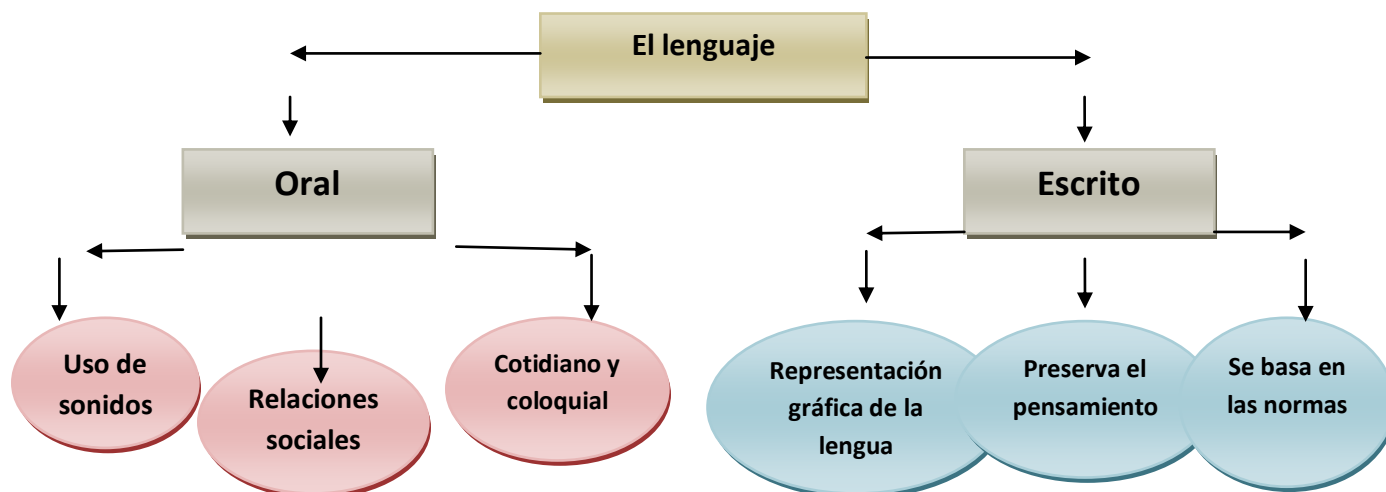 El lenguaje
Oral
Escrito
Uso de
sonidos
Relaciones
sociales
Cotidiano y
coloquial
Representación
gráfica de la
lengua
Preserva el
pensamiento
Se basa en
las normas